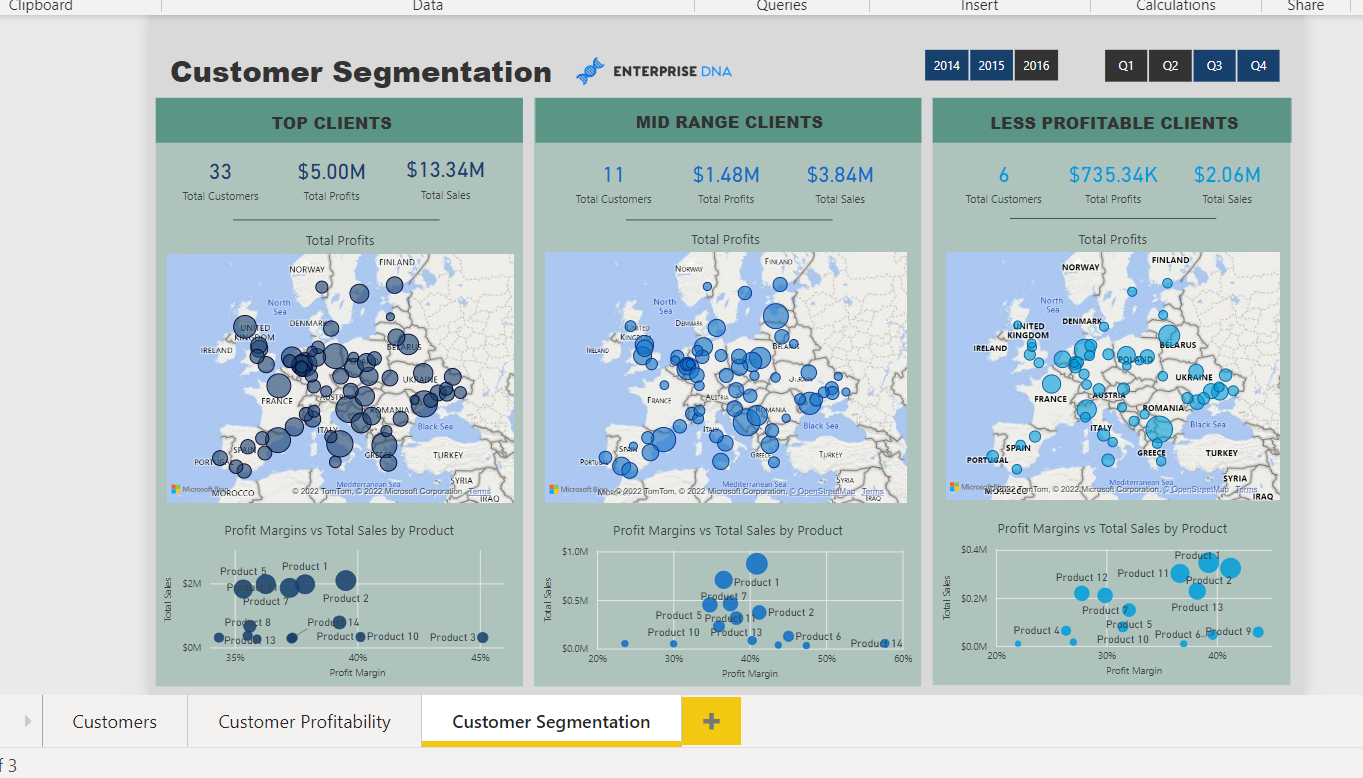 Clipboard
Data
Queries
Insert
Calculations
Share
Customer Segmentation
ENTERPRISE DNA
2014 2015 2016
Q1 Q2 Q3 Q4
TOP CLIENTS
33 $5.00M $13.34M
Total Customers Total Profits Total Sales
Total Profits
NORWAY
FINLAND
North
Sea
UNITED
KINGDOM
DENMARK
IRELAND
BELARUS
UKRAINE
FRANCE
AUSTRIA
ROMANIA
ITALY
Black Sea
SPAIN
PORTUGAL
GREECE
TURKEY
Mediterranean Sea
SYRIA
MOROCCO
IRAQ
Microsoft Bing
© 2022 TomTom, © 2022 Microsoft Corporation Terms
Profit Margins vs Total Sales by Product
Total Sales
$2M
$0M
Product 5
Product 1
Product 7
Product 2
Product 8
Product 14
Product 13
Product 10
Product 3
35% 40% 45%
Profit Margin
MID RANGE CLIENTS
11 $1.48M $3.84M
Total Customers Total Profits Total Sales
Total Profits
NORWAY
FINLAND
North
Sea
UNITED
DENMARK
IRELAND
FRANCE
AUSTRIA
ROMANIA
ITALY
Black Sea
SPAIN
GREECE
TURKEY
Mediterranean Sea
SYRIA
IRAQ
© 2022 TomTom, © 2022 Microsoft Corporation, © OpenStreetMap Terms
Profit Margins vs Total Sales by Product
Total Sales
$1.0M
$0.5M
$0.0M
Product 1
Product 7
Product 5
Product 11
Product 2
Product 10
Product 13
Product 6
Product 14
20% 30% 40% 50% 60%
Profit Margin
LESS PROFITABLE CLIENTS
6 $735.34K $2.06M
Total Customers Total Profits Total Sales
Total Profits
NORWAY
FINLAND
North
Sea
UNITED
KINGDOM
DENMARK
IRELAND
BELARUS
POLAND
UKRAINE
FRANCE
AUSTRIA
ROMANIA
ITALY
Black Sea
SPAIN
PORTUGAL
GREECE
TURKEY
Mediterranean Sea
SYRIA
IRAQ
© 2022 Microsoft Corporation, © OpenStreetMap Terms
Profit Margins vs Total Sales by Product
Total Sales
$0.4M
$0.2M
$0.0M
Product 1
Product 11
Product 2
Product 12
Product 13
Product 7
Product 5
Product 4
Product 10
Product 6
Product 9
20% 30% 40%
Profit Margin
Customers
Customer Profitability
Customer Segmentation
f 3